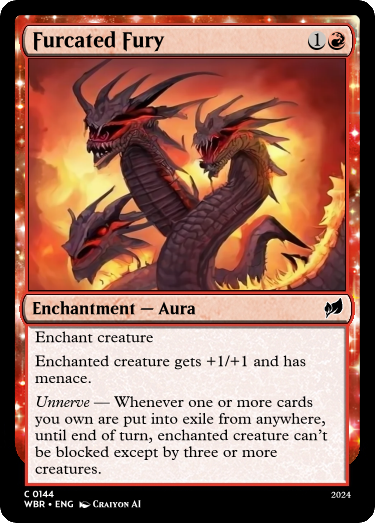 Furcated Fury 1
Enchantment — Aura
Enchant creature
Enchanted creature gets +1/+1 and has
menace.
Unnerve — Whenever one or more cards
you own are put into exile from anywhere,
until end of turn, enchanted creature can't
be blocked except by three or more
creatures.
C 0144
2024
WBR • ENG Craiyon AI